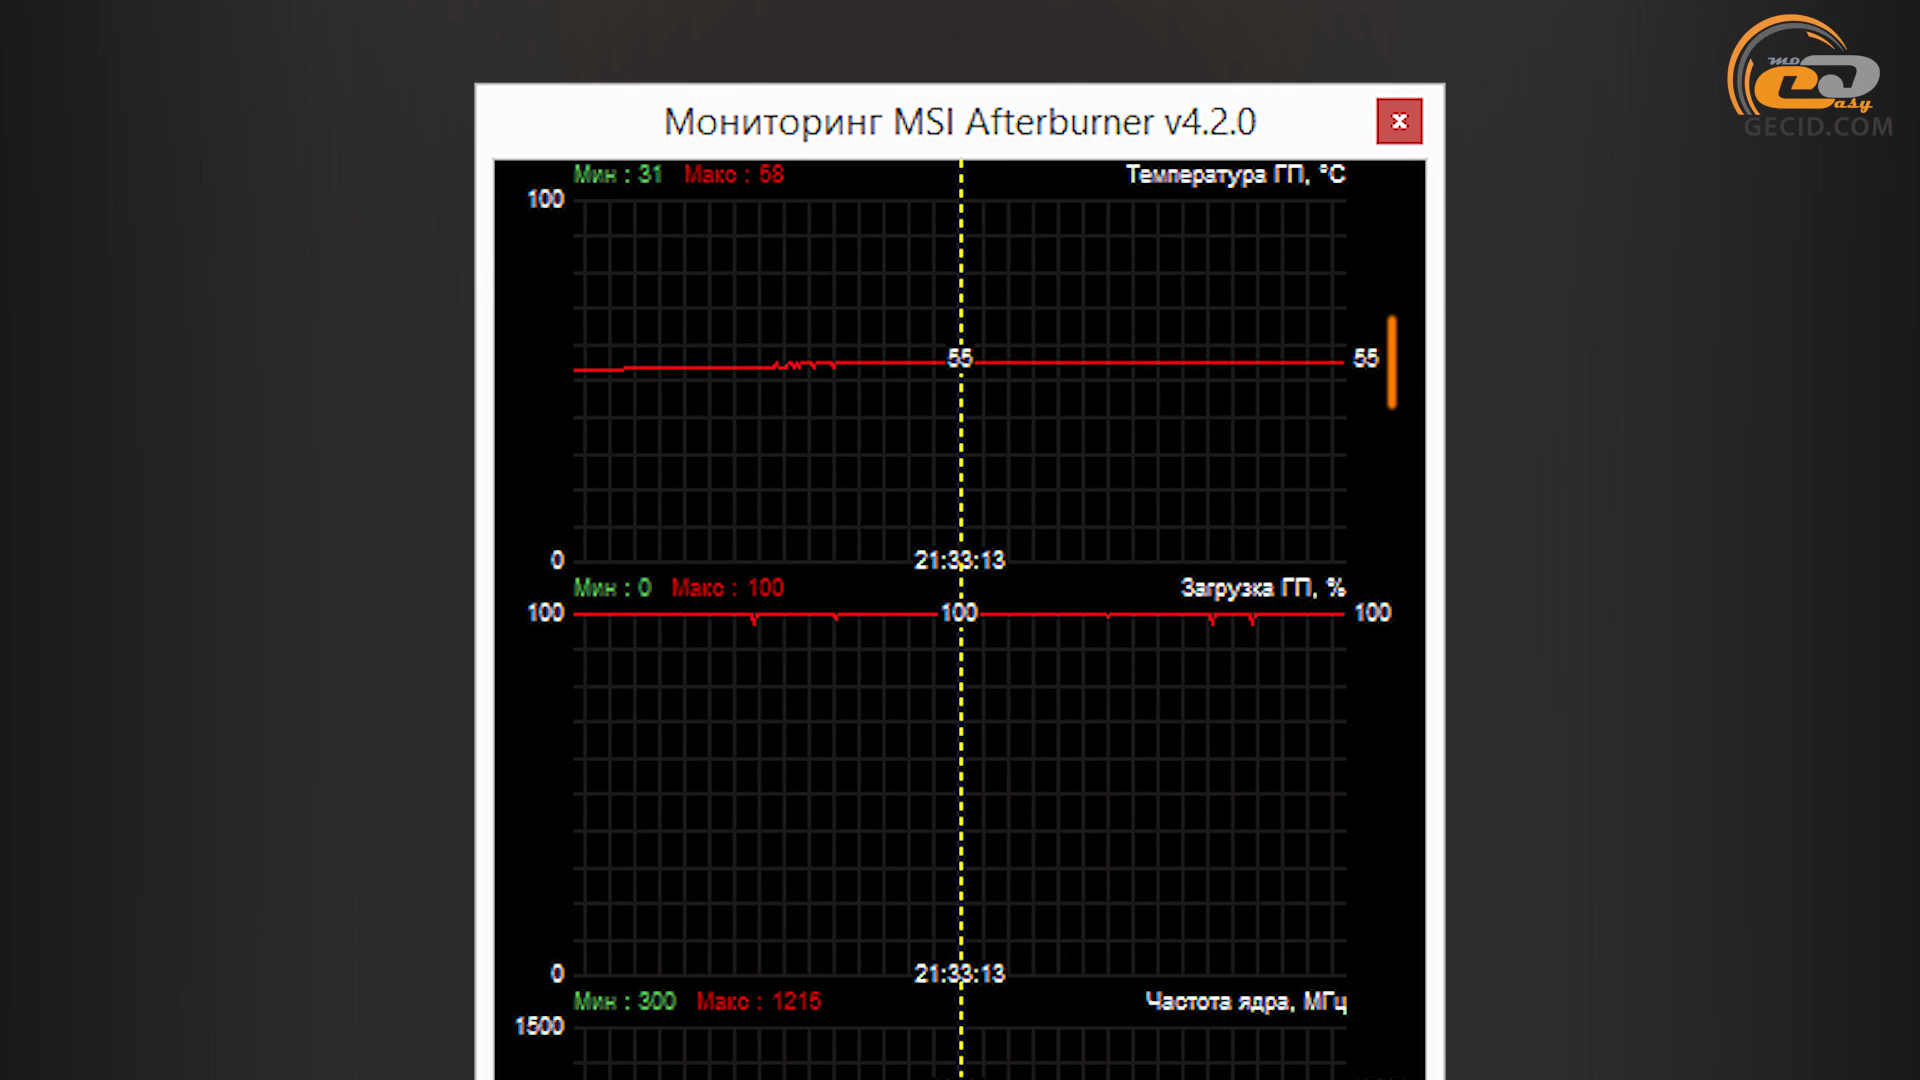 Мониторинг MSI Afterburner v4.2.0
x
mo
easy
GECID.COM
Мин : 31 Макс : 58 Температура ГП, °C
100
55 55
0 21:33:13
Мин : 0 Макс : 100 Загрузка ГП, %
100 100 100
0 21:33:13
Мин : 300 Макс : 1215 Частота ядра, МГц
1500